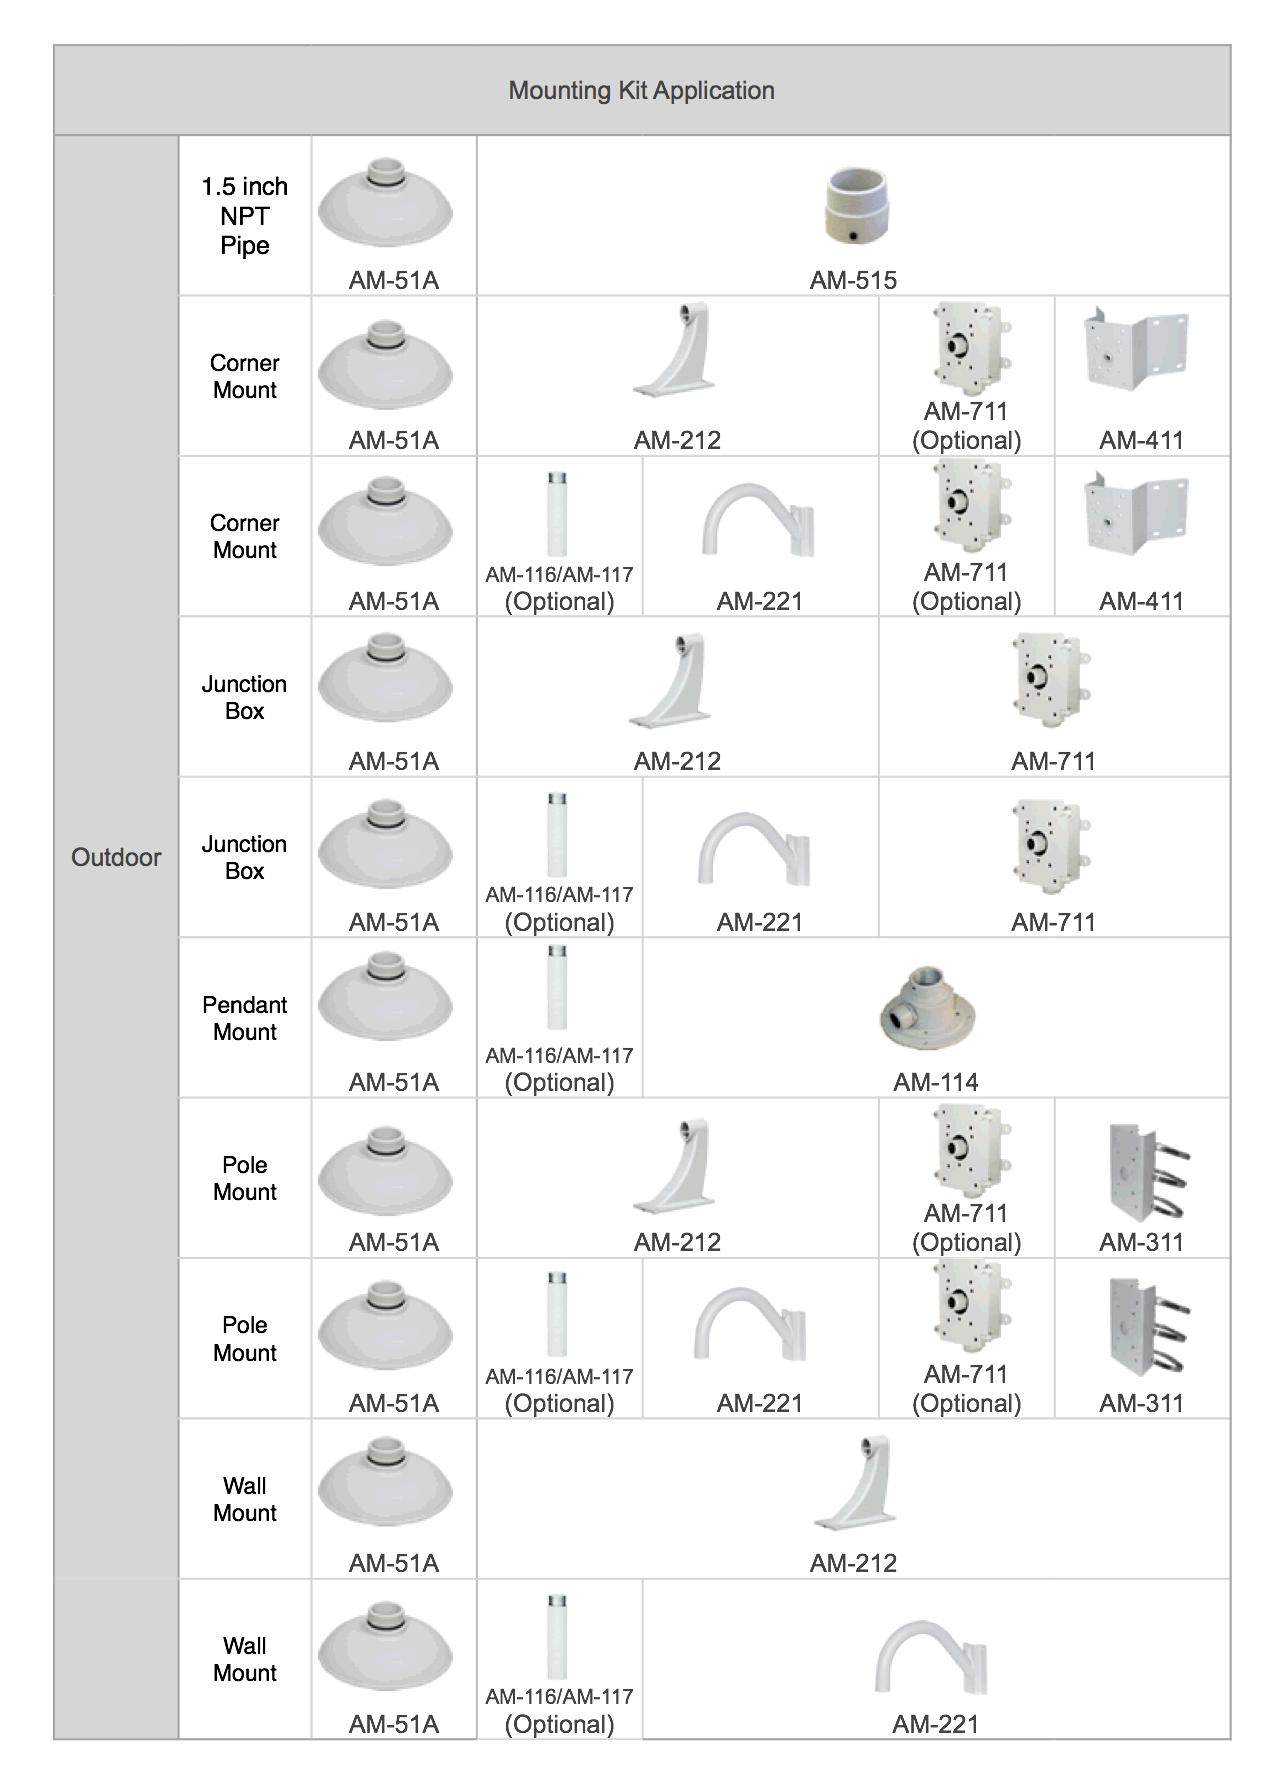 Mounting Kit Application
Outdoor
1.5 inch
NPT
Pipe
AM-51A
AM-515
Corner
Mount
AM-51A
AM-212
AM-711
(Optional)
AM-411
Corner
Mount
AM-51A
AM-116/AM-117
(Optional)
AM-221
AM-711
(Optional)
AM-411
Junction
Box
AM-51A
AM-212
AM-711
Junction
Box
AM-51A
AM-116/AM-117
(Optional)
AM-221
AM-711
Pendant
Mount
AM-51A
AM-116/AM-117
(Optional)
AM-114
Pole
Mount
AM-51A
AM-212
AM-711
(Optional)
AM-311
Pole
Mount
AM-51A
AM-116/AM-117
(Optional)
AM-221
AM-711
(Optional)
AM-311
Wall
Mount
AM-51A
AM-212
Wall
Mount
AM-51A
AM-116/AM-117
(Optional)
AM-221